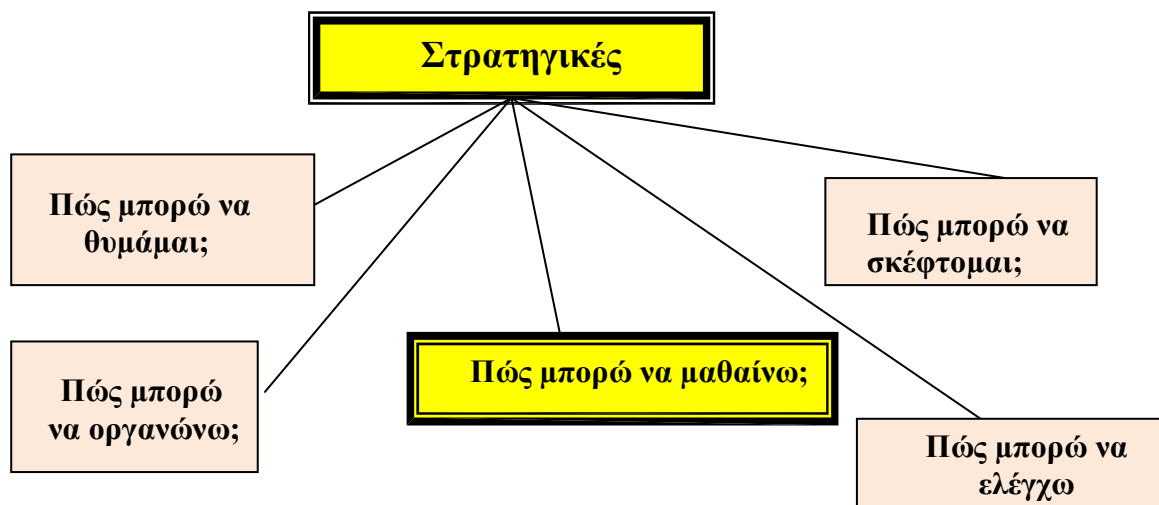 Στρατηγικές
Πώς μπορώ να
θυμάμαι;
Πώς μπορώ να
σκέφτομαι;
Πώς μπορώ
να οργανώνω;
Πώς μπορώ να μαθαίνω;
Πώς μπορώ να
ελέγχω